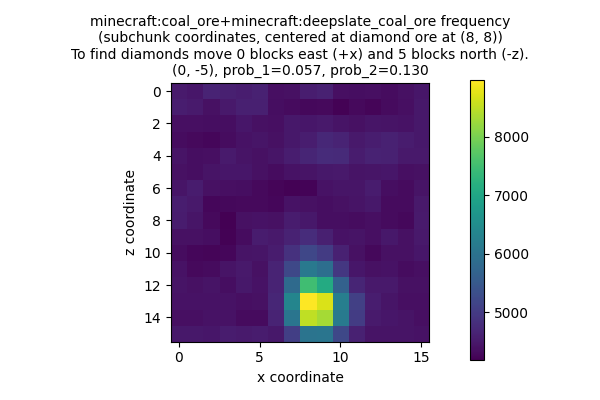 minecraft:coal_ore+minecraft:deepslate_coal_ore frequency
(subchunk coordinates, centered at diamond ore at (8, 8))
To find diamonds move 0 blocks east (+x) and 5 blocks north (-z).
(0, -5), prob_1=0.057, prob_2=0.130
z coordinate
0
2
4
6
8
10
12
14
0
5
10
15
x coordinate
8000
7000
6000
5000